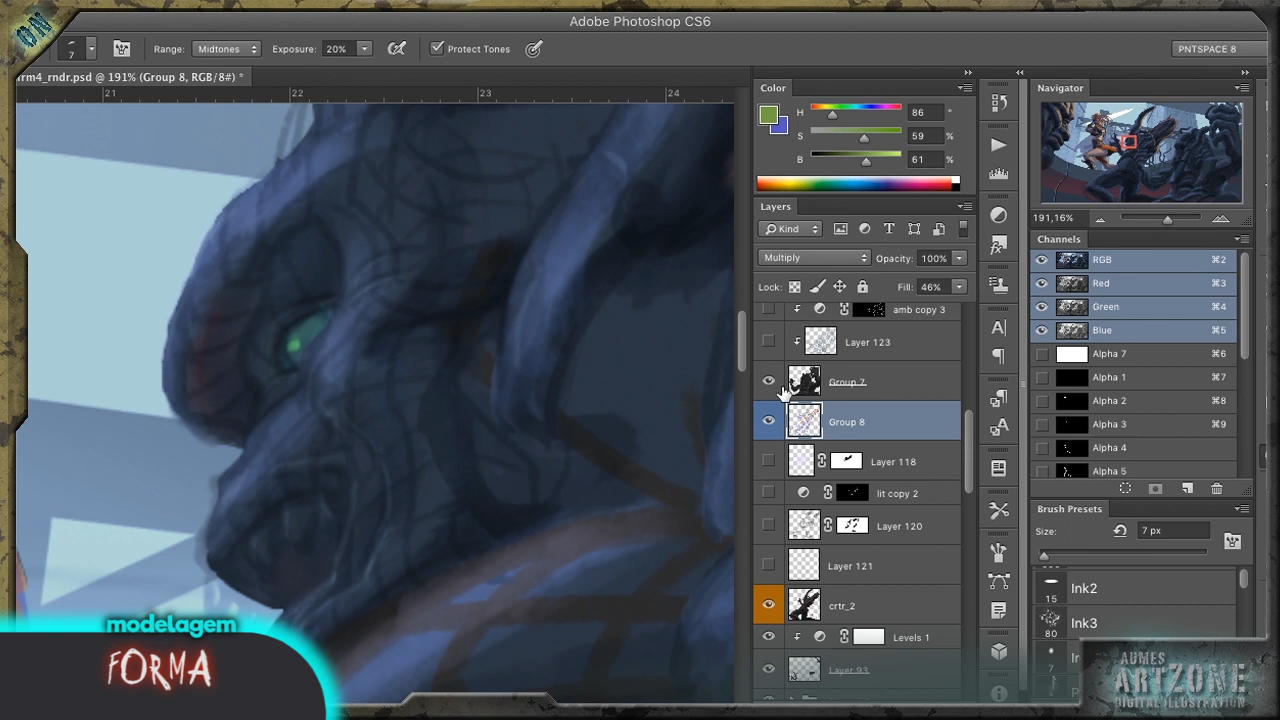 ON
Adobe Photoshop CS6
7
Range:
Midtones
Exposure:
20%
Protect Tones
PNTSPACE 8
rm4_rndr.psd @ 191% (Group 8, RGB/8#) *
21
22
23
24
Color
H
86
°
S
59
%
B
61
%
Layers
Kind
Multiply
Opacity:
100%
Lock:
Fill:
46%
amb copy 3
Layer 123
Group 7
Group 8
Layer 118
lit copy 2
Layer 120
Layer 121
crtr_2
Levels 1
Layer 93
Navigator
191,16%
Channels
RGB
⌘2
Red
⌘3
Green
⌘4
Blue
⌘5
Alpha 7
⌘6
Alpha 1
⌘7
Alpha 2
⌘8
Alpha 3
⌘9
Alpha 4
Alpha 5
Brush Presets
Size:
7 px
15
Ink2
80
Ink3
7
modelagem
FORMA
AUMES
ARTZONE
DIGITAL ILLUSTRATION